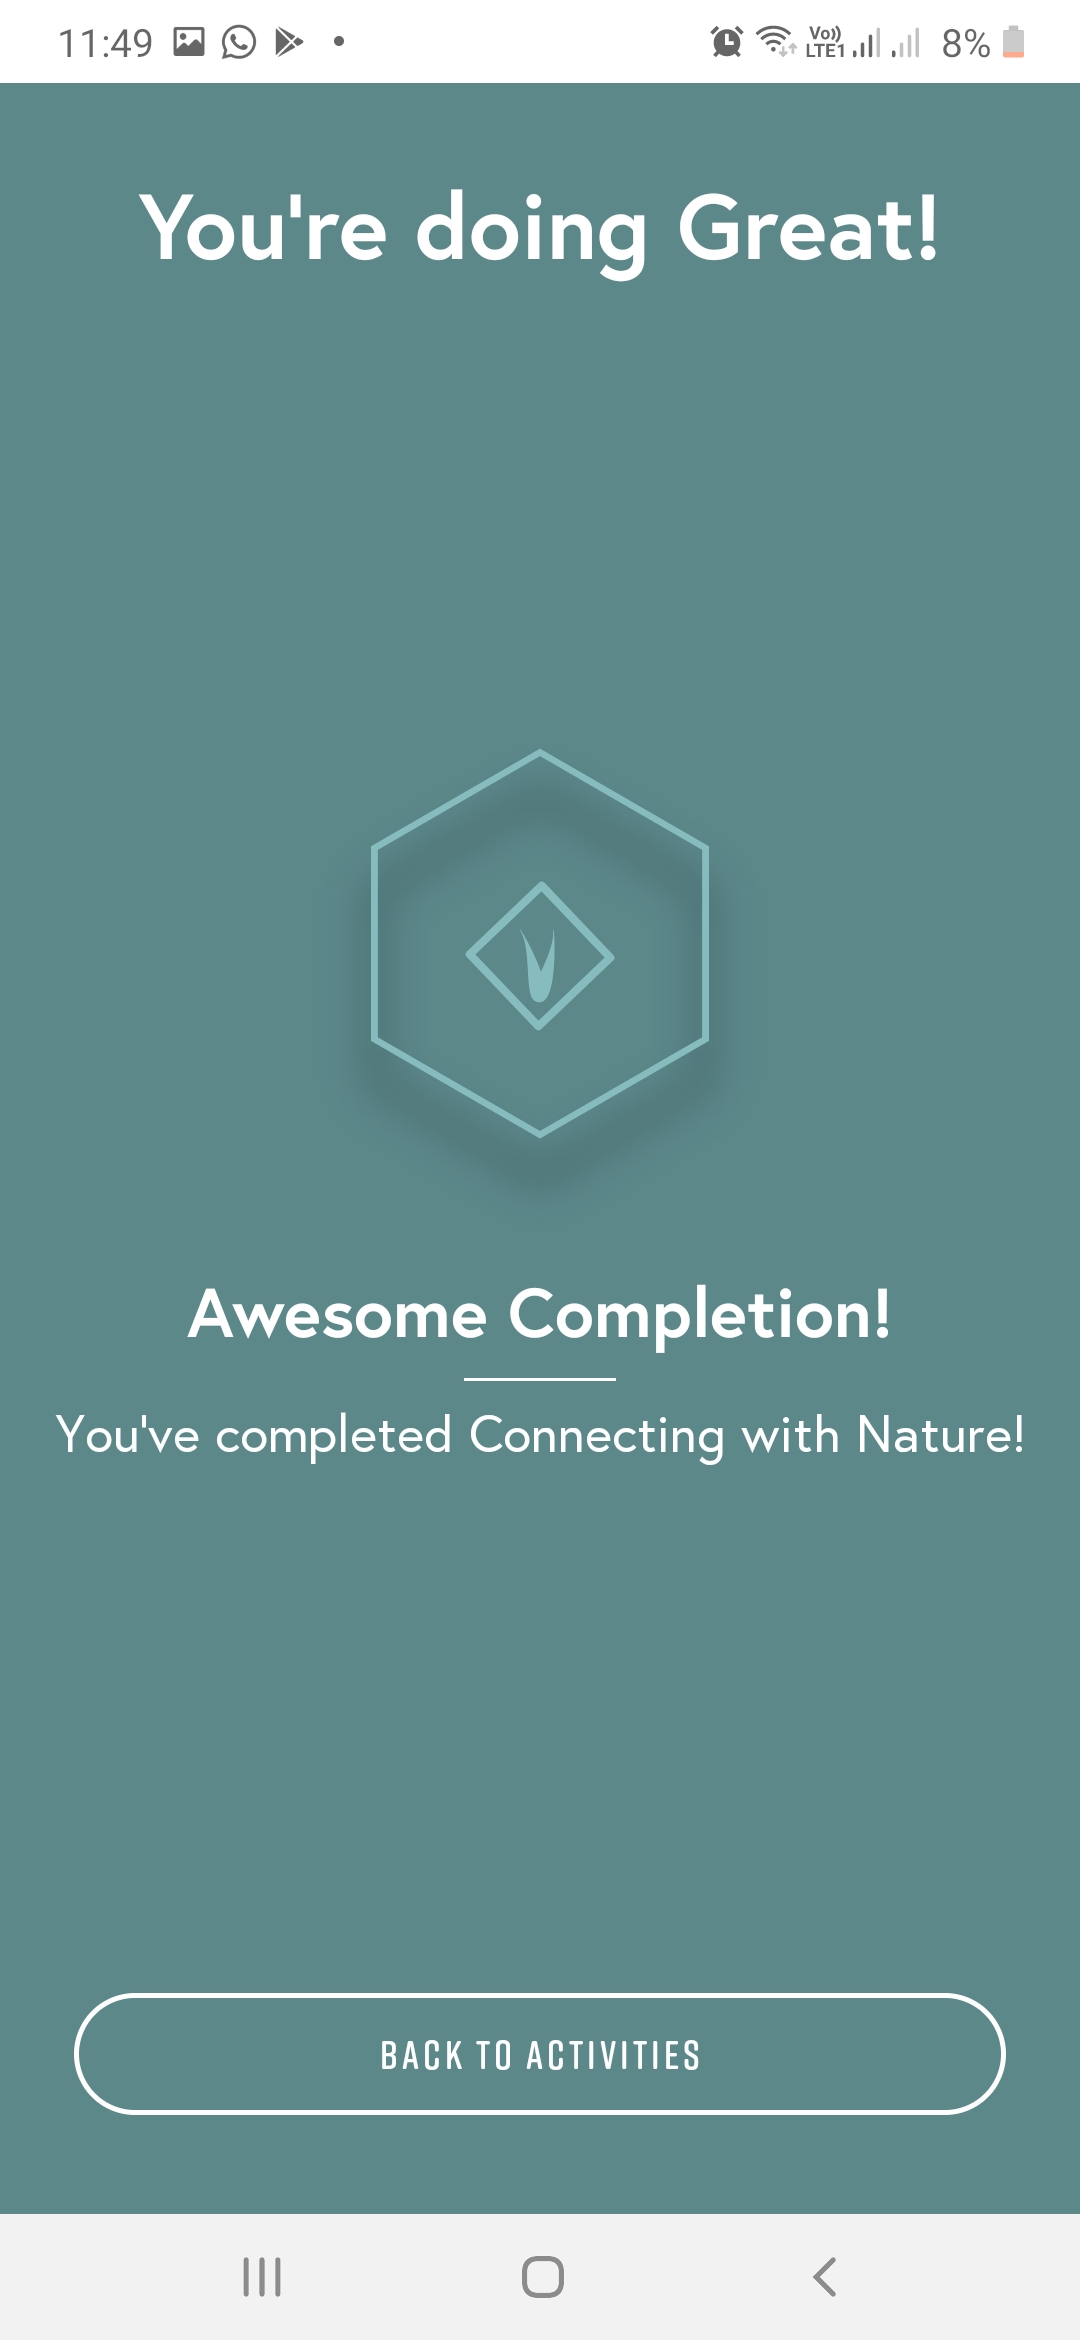 11:49 Vo)) LTE1 8%
You're doing Great!
Awesome Completion!
You've completed Connecting with Nature!
BACK TO ACTIVITIES